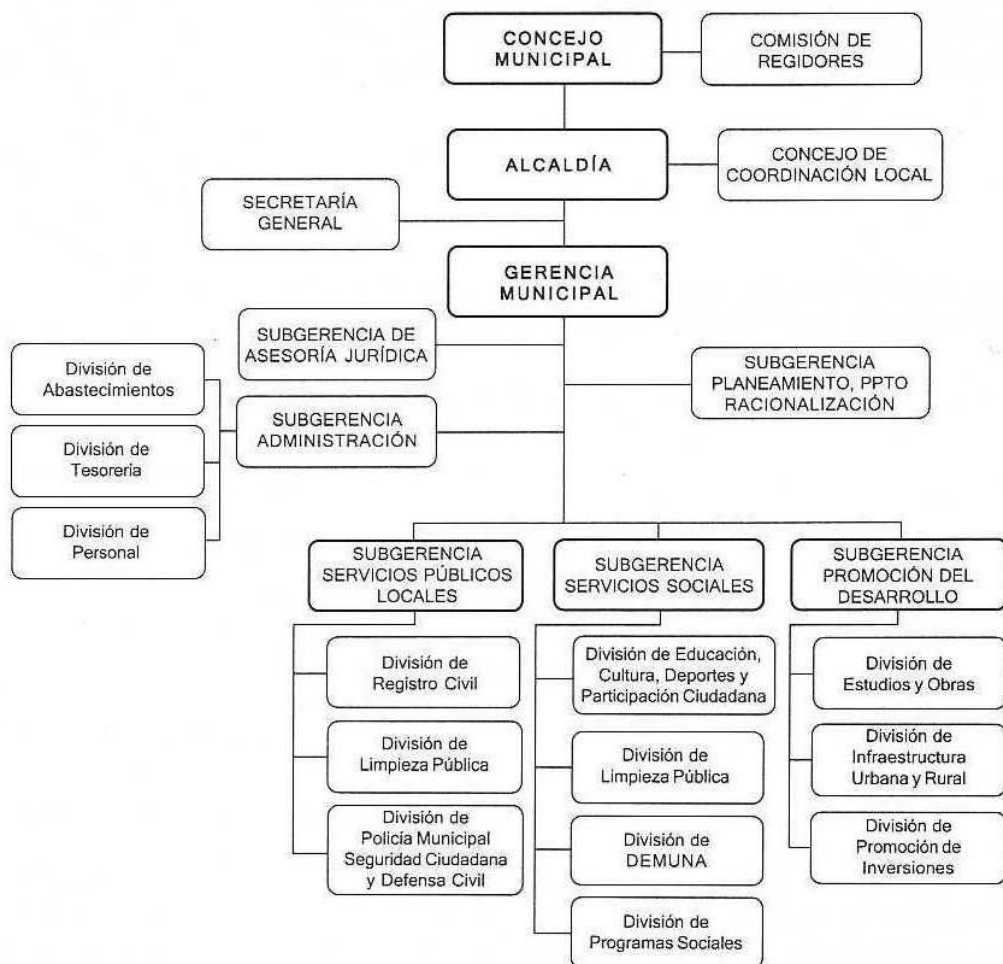 CONCEJO
MUNICIPAL
COMISIÓN DE
REGIDORES
ALCALDÍA
CONCEJO DE
COORDINACIÓN LOCAL
SECRETARÍA
GENERAL
GERENCIA
MUNICIPAL
SUBGERENCIA DE
ASESORÍA JURÍDICA
SUBGERENCIA
PLANEAMIENTO, PPTO
RACIONALIZACIÓN
SUBGERENCIA
ADMINISTRACIÓN
División de
Abastecimientos
División de
Tesorería
División de
Personal
SUBGERENCIA
SERVICIOS PÚBLICOS
LOCALES
División de
Registro Civil
División de
Limpieza Pública
División de
Policía Municipal
Seguridad Ciudadana
y Defensa Civil
SUBGERENCIA
SERVICIOS SOCIALES
División de Educación,
Cultura, Deportes y
Participación Ciudadana
División de
Limpieza Pública
División de
DEMUNA
División de
Programas Sociales
SUBGERENCIA
PROMOCIÓN DEL
DESARROLLO
División de
Estudios y Obras
División de
Infraestructura
Urbana y Rural
División de
Promoción de
Inversiones